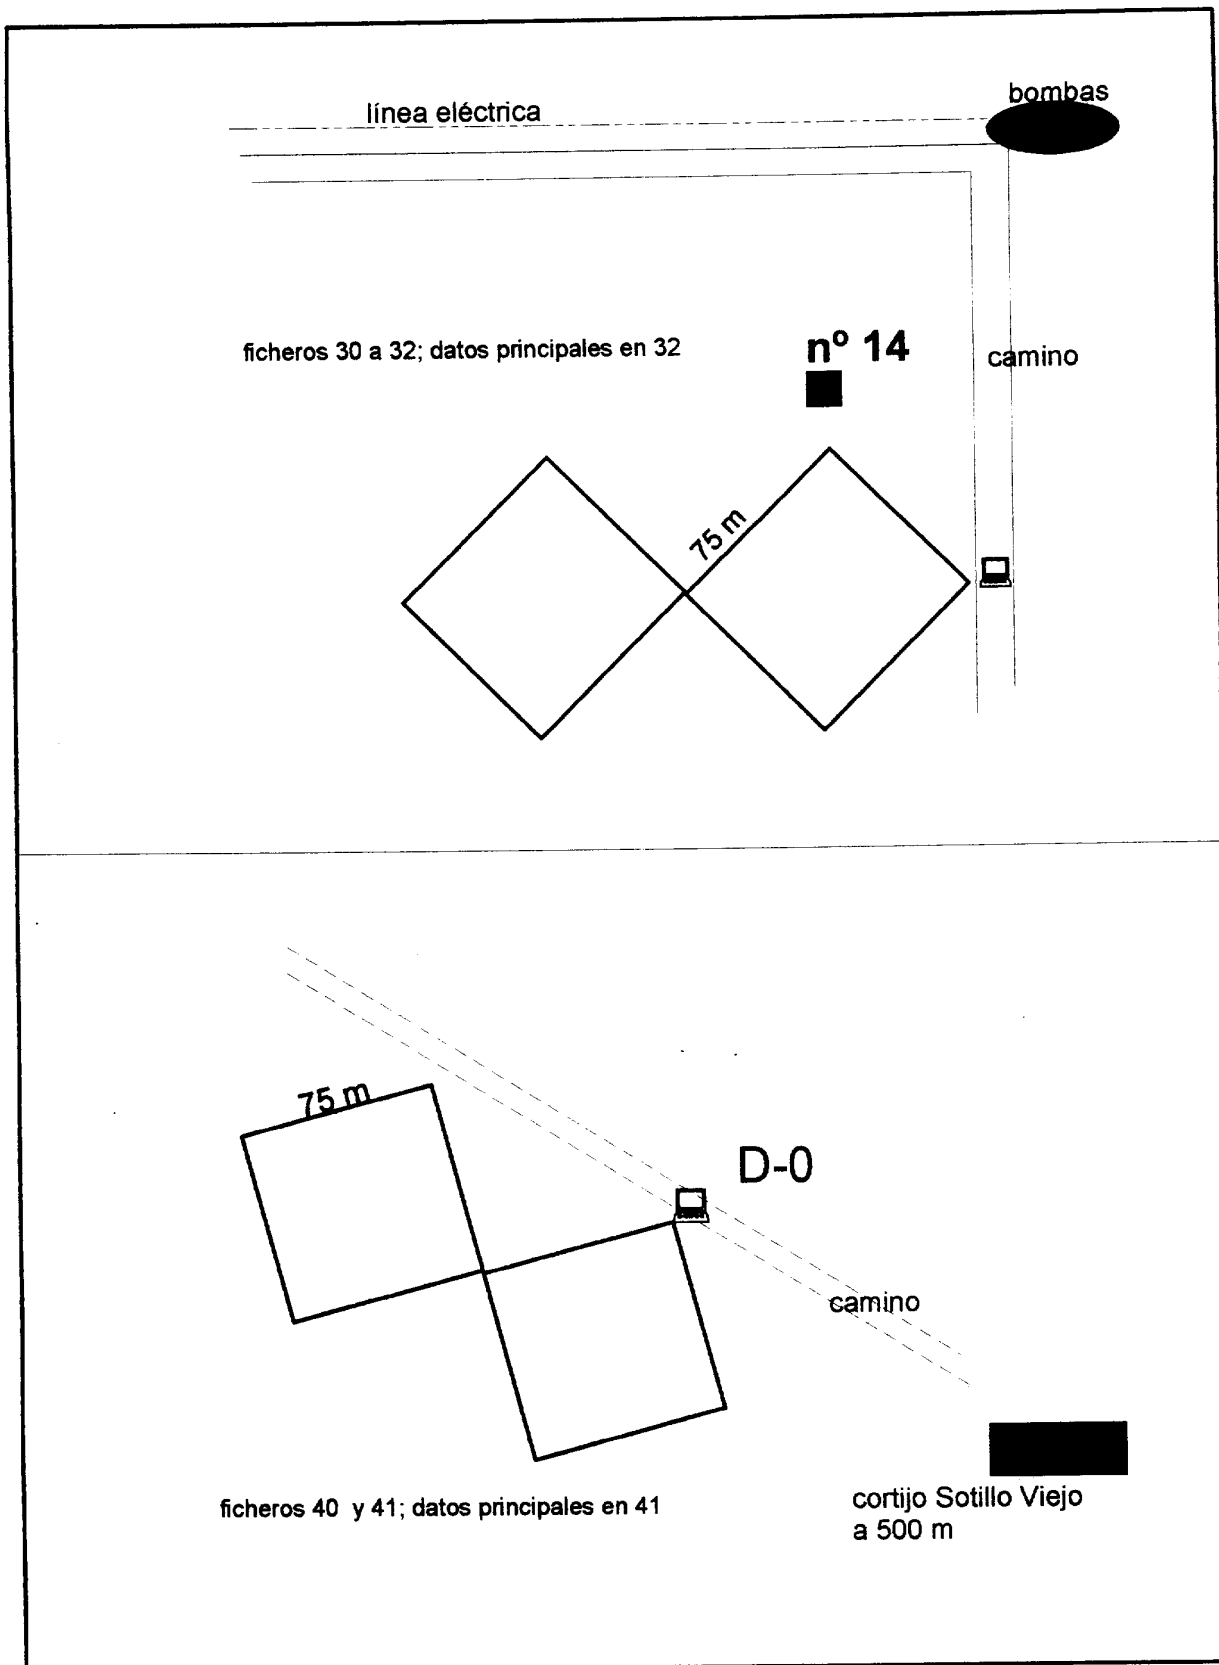 línea eléctrica
bombas
ficheros 30 a 32; datos principales en 32
nº 14
camino
75 m
75 m
D-0
camino
ficheros 40 y 41; datos principales en 41
cortijo Sotillo Viejo
a 500 m